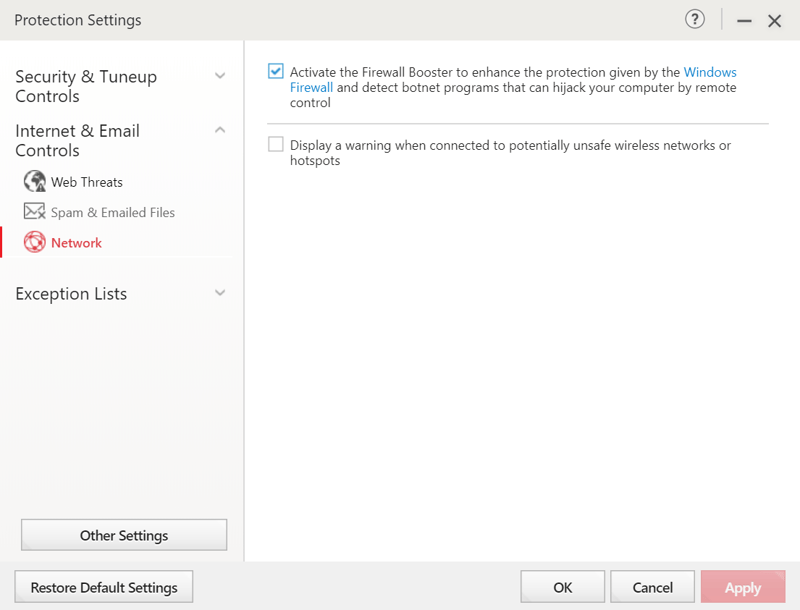 Protection Settings
?
Security & Tuneup
Controls
Internet & Email
Controls
Web Threats
Spam & Emailed Files
Network
Exception Lists
Other Settings
Activate the Firewall Booster to enhance the protection given by the Windows
Firewall and detect botnet programs that can hijack your computer by remote
control
Display a warning when connected to potentially unsafe wireless networks or
hotspots
Restore Default Settings
OK
Cancel
Apply